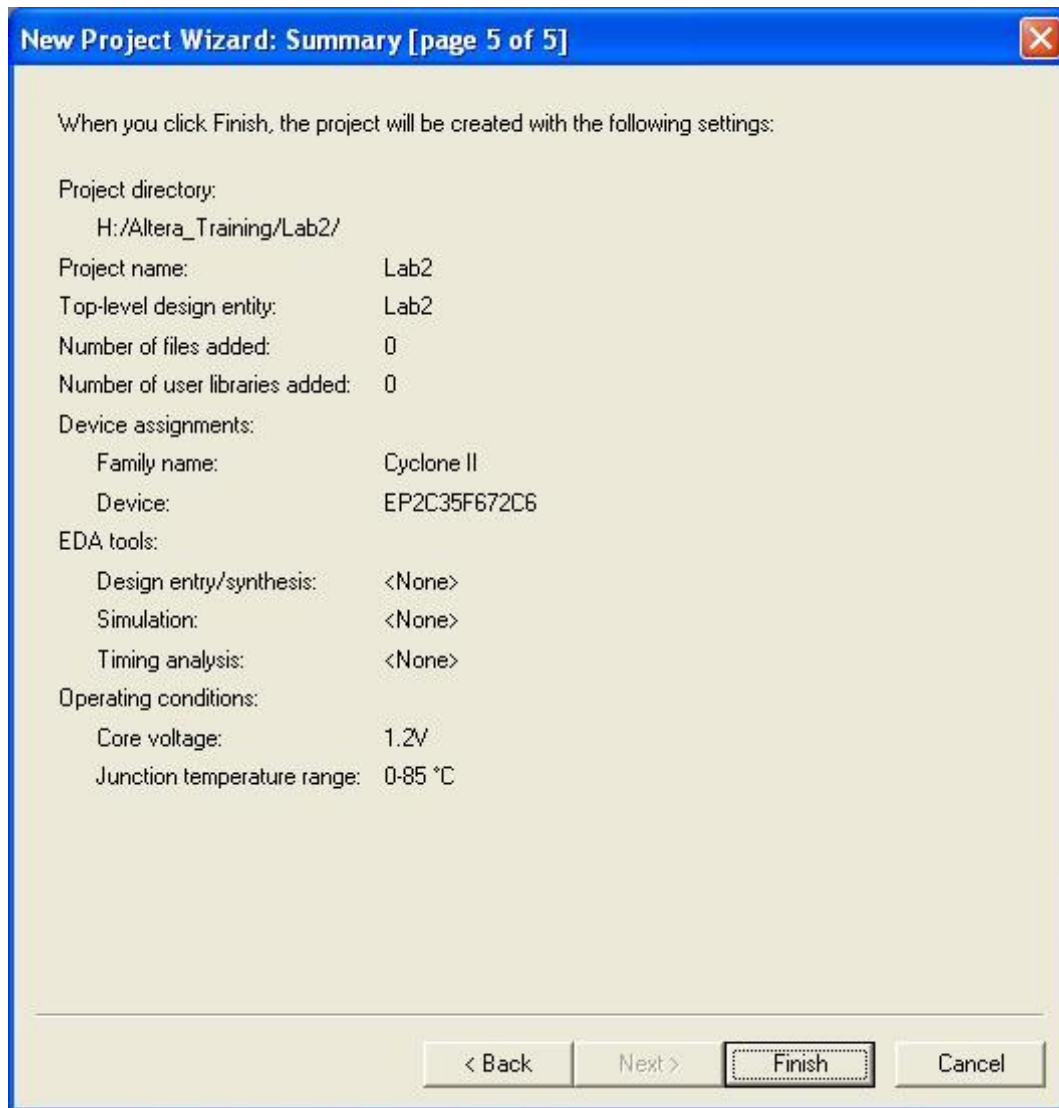 New Project Wizard: Summary [page 5 of 5]
When you click Finish, the project will be created with the following settings:
Project directory:
H:/Altera_Training/Lab2/
Project name: Lab2
Top-level design entity: Lab2
Number of files added: 0
Number of user libraries added: 0
Device assignments:
Family name: Cyclone II
Device: EP2C35F672C6
EDA tools:
Design entry/synthesis: <None>
Simulation: <None>
Timing analysis: <None>
Operating conditions:
Core voltage: 1.2V
Junction temperature range: 0-85 °C
< Back Next > Finish Cancel